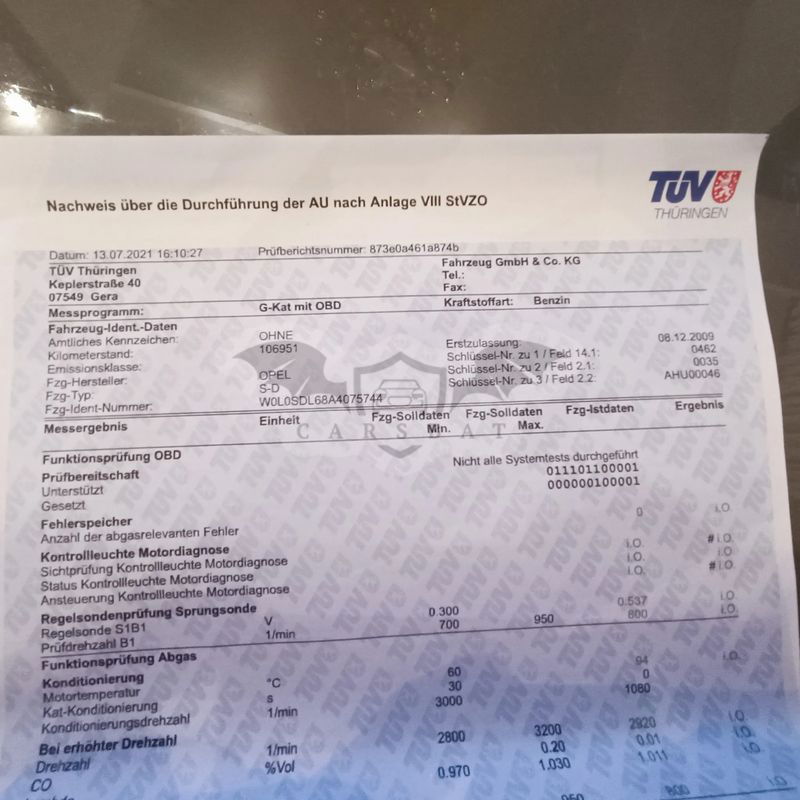 TÜV
THÜRINGEN
Nachweis über die Durchführung der AU nach Anlage VIII StVZO
Datum: 13.07.2021 16:10:27 Prüfberichtsnummer: 873e0a461a874b
TÜV Thüringen Fahrzeug GmbH & Co. KG
Keplerstraße 40 Tel.:
07549 Gera Fax:
Messprogramm: G-Kat mit OBD Kraftstoffart: Benzin
Fahrzeug-Ident.-Daten
Amtliches Kennzeichen: OHNE Erstzulassung: 08.12.2009
Kilometerstand: 106951 Schlüssel-Nr. zu 1 / Feld 14.1: 0462
Emissionsklasse: Schlüssel-Nr. zu 2 / Feld 2.1: 0035
Fzg-Hersteller: OPEL Schlüssel-Nr. zu 3 / Feld 2.2: AHU00046
Fzg-Typ: S-D
Fzg-Ident-Nummer: W0L0SDL68A4075744
Messergebnis Einheit Fzg-Solldaten Min. Fzg-Solldaten Max. Fzg-Istdaten Ergebnis
CARSBAT
Funktionsprüfung OBD
Prüfbereitschaft Nicht alle Systemtests durchgeführt
Unterstützt 011101100001
Gesetzt 000000100001
Fehlerspeicher
Anzahl der abgasrelevanten Fehler 0 i.O.
Kontrollleuchte Motordiagnose
Sichtprüfung Kontrollleuchte Motordiagnose i.O. # i.O.
Status Kontrollleuchte Motordiagnose i.O. i.O
Ansteuerung Kontrollleuchte Motordiagnose i.O. # i.O.
Regelsondenprüfung Sprungsonde
Regelsonde S1B1 V 0.300 0.537 i.O
Prüfdrehzahl B1 1/min 700 950 800 i.O.
Funktionsprüfung Abgas
Konditionierung
Motortemperatur °C 60 94 i.O.
Kat-Konditionierung s 30 0
Konditionierungsdrehzahl 1/min 3000 1080
Bei erhöhter Drehzahl
Drehzahl 1/min 2800 3200 2920 i.O.
CO %Vol 0.20 0.01 i.O.
0.970 1.030 1.011 i.O.
950 800 i.O